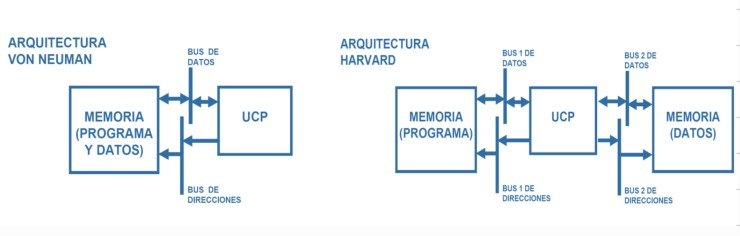 ARQUITECTURA
VON NEUMAN
BUS DE
DATOS
MEMORIA
(PROGRAMA
Y DATOS)
UCP
BUS DE
DIRECCIONES
ARQUITECTURA
HARVARD
BUS 1 DE
DATOS
BUS 2 DE
DATOS
MEMORIA
(PROGRAMA)
UCP
MEMORIA
(DATOS)
BUS 1 DE
DIRECCIONES
BUS 2 DE
DIRECCIONES